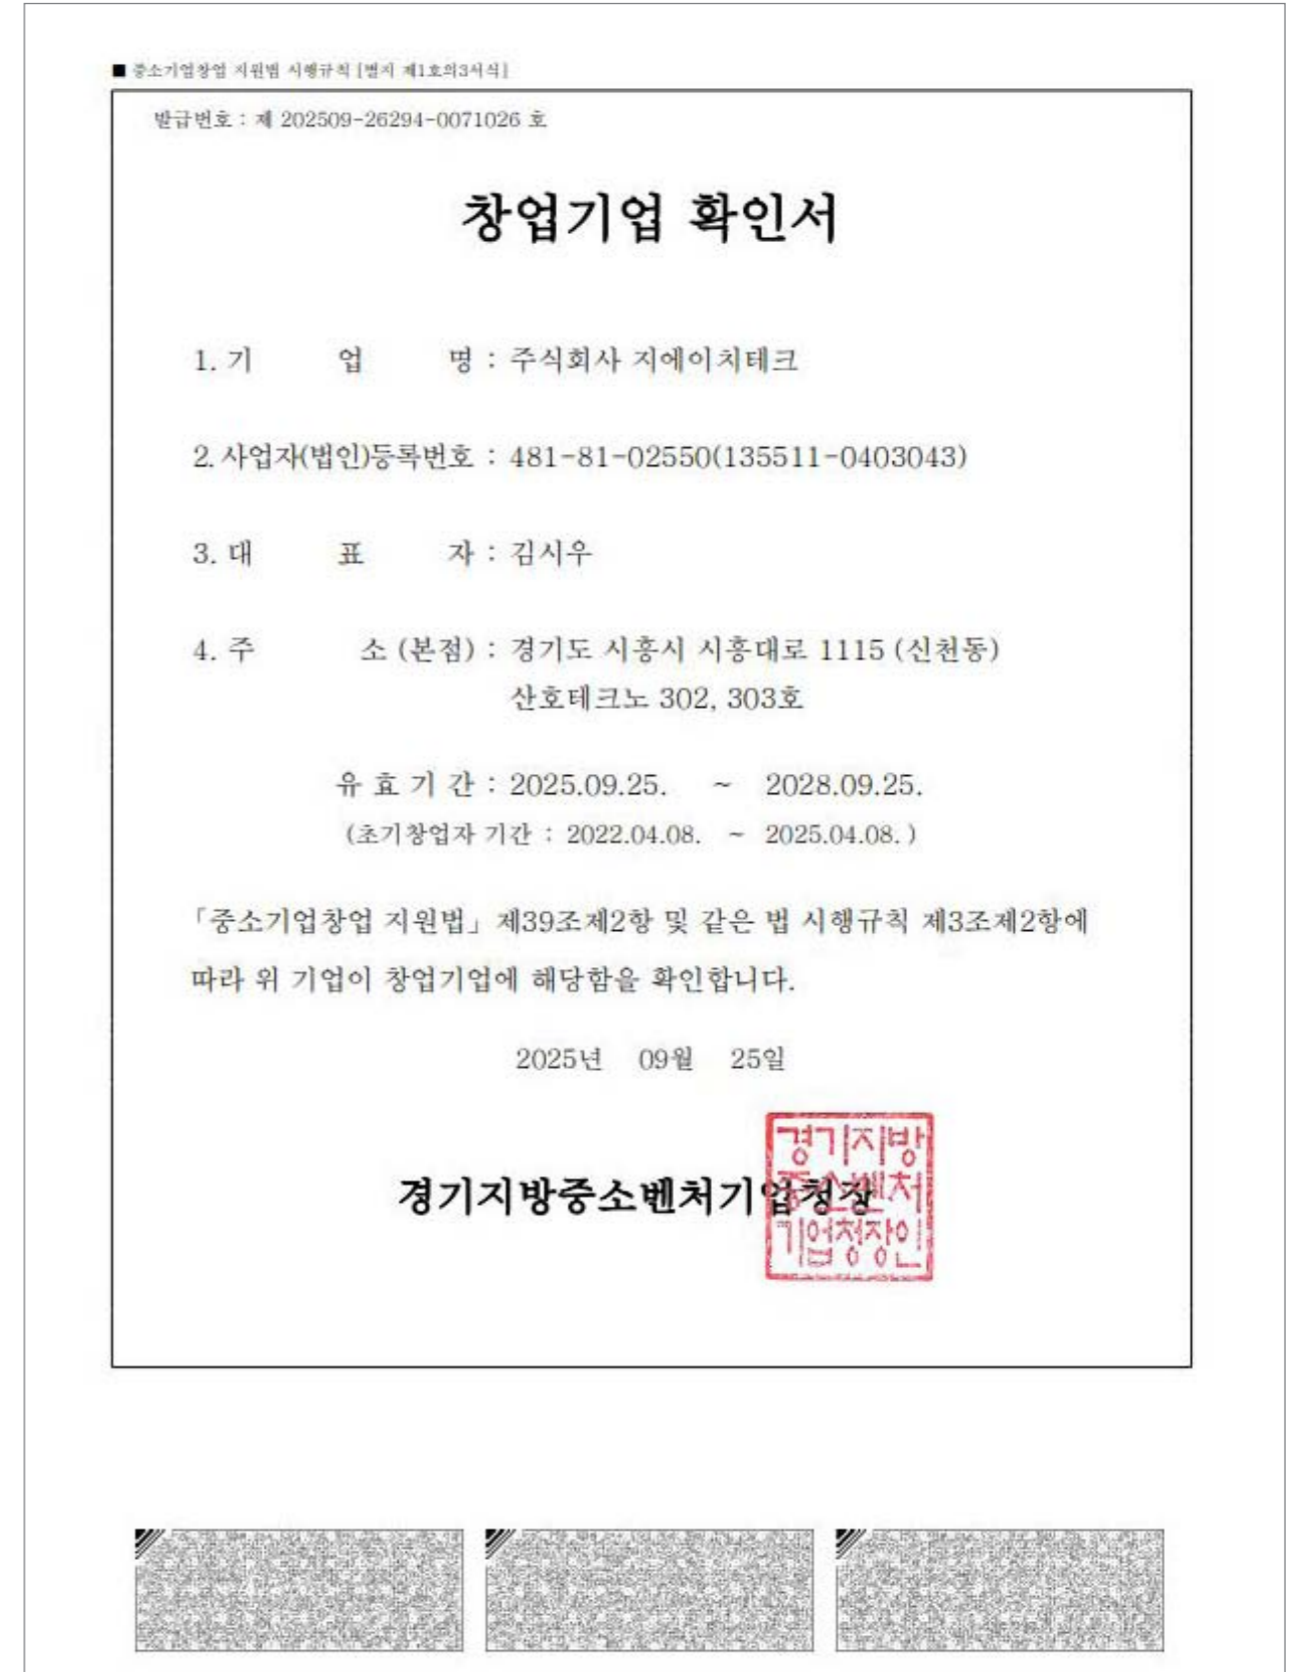 ■ 중소기업창업 지원법 시행규칙 [별지 제1호의3서식]
발급번호 : 제 202509-26294-0071026 호
창업기업 확인서
1. 기 업 명 : 주식회사 지에이치테크
2. 사업자(법인)등록번호 : 481-81-02550(135511-0403043)
3. 대 표 자 : 김시우
4. 주 소 (본점) : 경기도 시흥시 시흥대로 1115 (신천동)
산호테크노 302, 303호
유 효 기 간 : 2025.09.25. ~ 2028.09.25.
(초기창업자 기간 : 2022.04.08. ~ 2025.04.08. )
「중소기업창업 지원법」 제39조제2항 및 같은 법 시행규칙 제3조제2항에
따라 위 기업이 창업기업에 해당함을 확인합니다.
2025년 09월 25일
경기지방중소벤처기업청장
경기지방
중소벤처
기업청장인